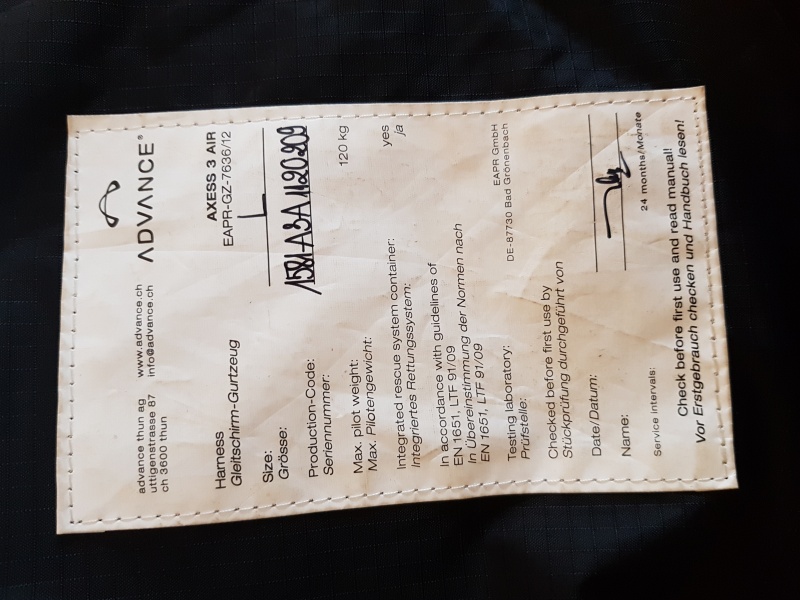 advance thun ag www.advance.ch
uttigenstrasse 87 info@advance.ch
ch 3600 thun
ADVANCE®
Harness AXESS 3 AIR
Gleitschirm-Gurtzeug EAPR-GZ-7636/12
Size: L
Grösse:
Production-Code: 1581-A3A1120209
Seriennummer:
Max. pilot weight: 120 kg
Max. Pilotengewicht:
Integrated rescue system container: yes
Integriertes Rettungssystem: ja
In accordance with guidelines of
EN 1651, LTF 91/09
In Übereinstimmung der Normen nach
EN 1651, LTF 91/09
Testing laboratory: EAPR GmbH
Prüfstelle: DE-87730 Bad Grönenbach
Checked before first use by
Stückprüfung durchgeführt von
Date/Datum:
Name:
Service intervals: 24 months/Monate
Check before first use and read manual!
Vor Erstgebrauch checken und Handbuch lesen!